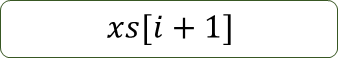 xs[i + 1]